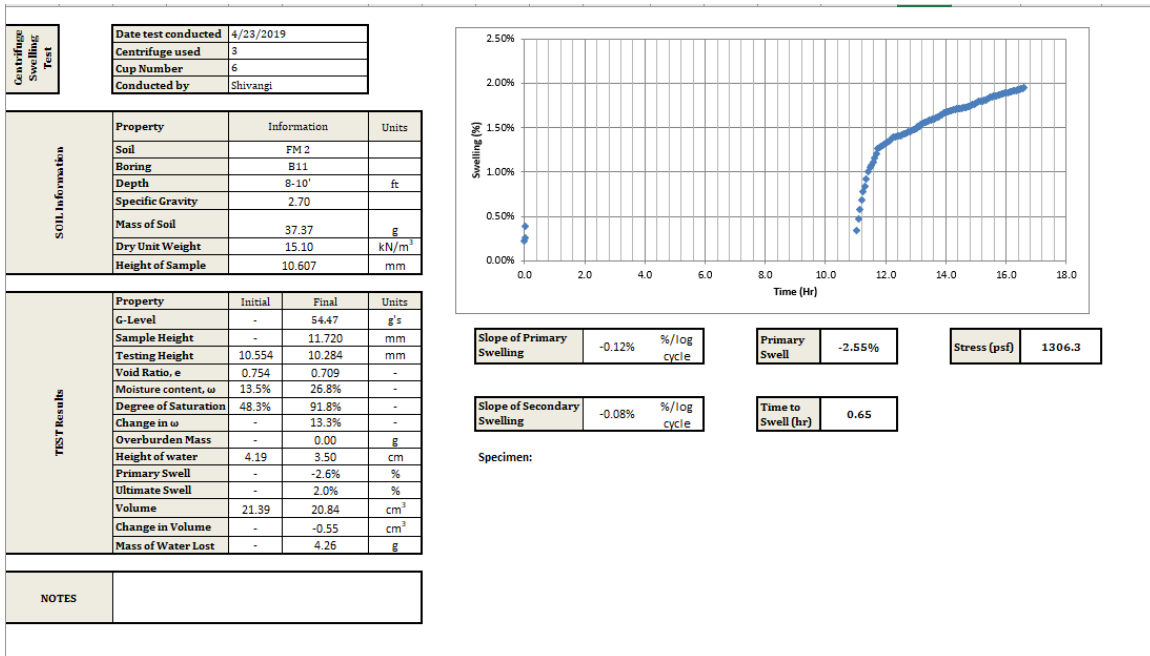 Centrifuge
Swelling
Test
Date test conducted 4/23/2019
Centrifuge used 3
Cup Number 6
Conducted by Shivangi
SOIL Information
Property Information Units
Soil FM 2
Boring B11
Depth 8-10' ft
Specific Gravity 2.70
Mass of Soil 37.37 g
Dry Unit Weight 15.10 kN/m³
Height of Sample 10.607 mm
TEST Results
Property Initial Final Units
G-Level - 54.47 g's
Sample Height - 11.720 mm
Testing Height 10.554 10.284 mm
Void Ratio, e 0.754 0.709 -
Moisture content, ω 13.5% 26.8% -
Degree of Saturation 48.3% 91.8% -
Change in ω - 13.3% -
Overburden Mass - 0.00 g
Height of water 4.19 3.50 cm
Primary Swell - -2.6% %
Ultimate Swell - 2.0% %
Volume 21.39 20.84 cm³
Change in Volume - -0.55 cm³
Mass of Water Lost - 4.26 g
NOTES
Swelling (%)
2.50%
2.00%
1.50%
1.00%
0.50%
0.00%
0.0 2.0 4.0 6.0 8.0 10.0 12.0 14.0 16.0 18.0
Time (Hr)
Slope of Primary
Swelling
-0.12% %/log
cycle
Primary
Swell
-2.55%
Stress (psf) 1306.3
Slope of Secondary
Swelling
-0.08% %/log
cycle
Time to
Swell (hr)
0.65
Specimen: